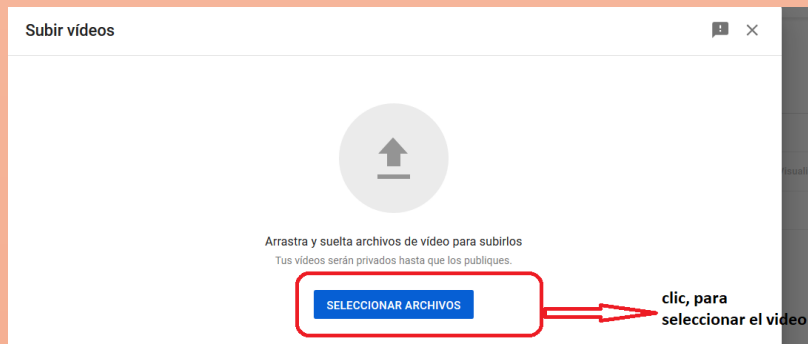 Subir vídeos
Arrastra y suelta archivos de vídeo para subirlos
Tus vídeos serán privados hasta que los publiques.
SELECCIONAR ARCHIVOS
clic, para
seleccionar el video